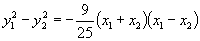 y₁² − y₂² = −9/25(x₁ + x₂)(x₁ − x₂)